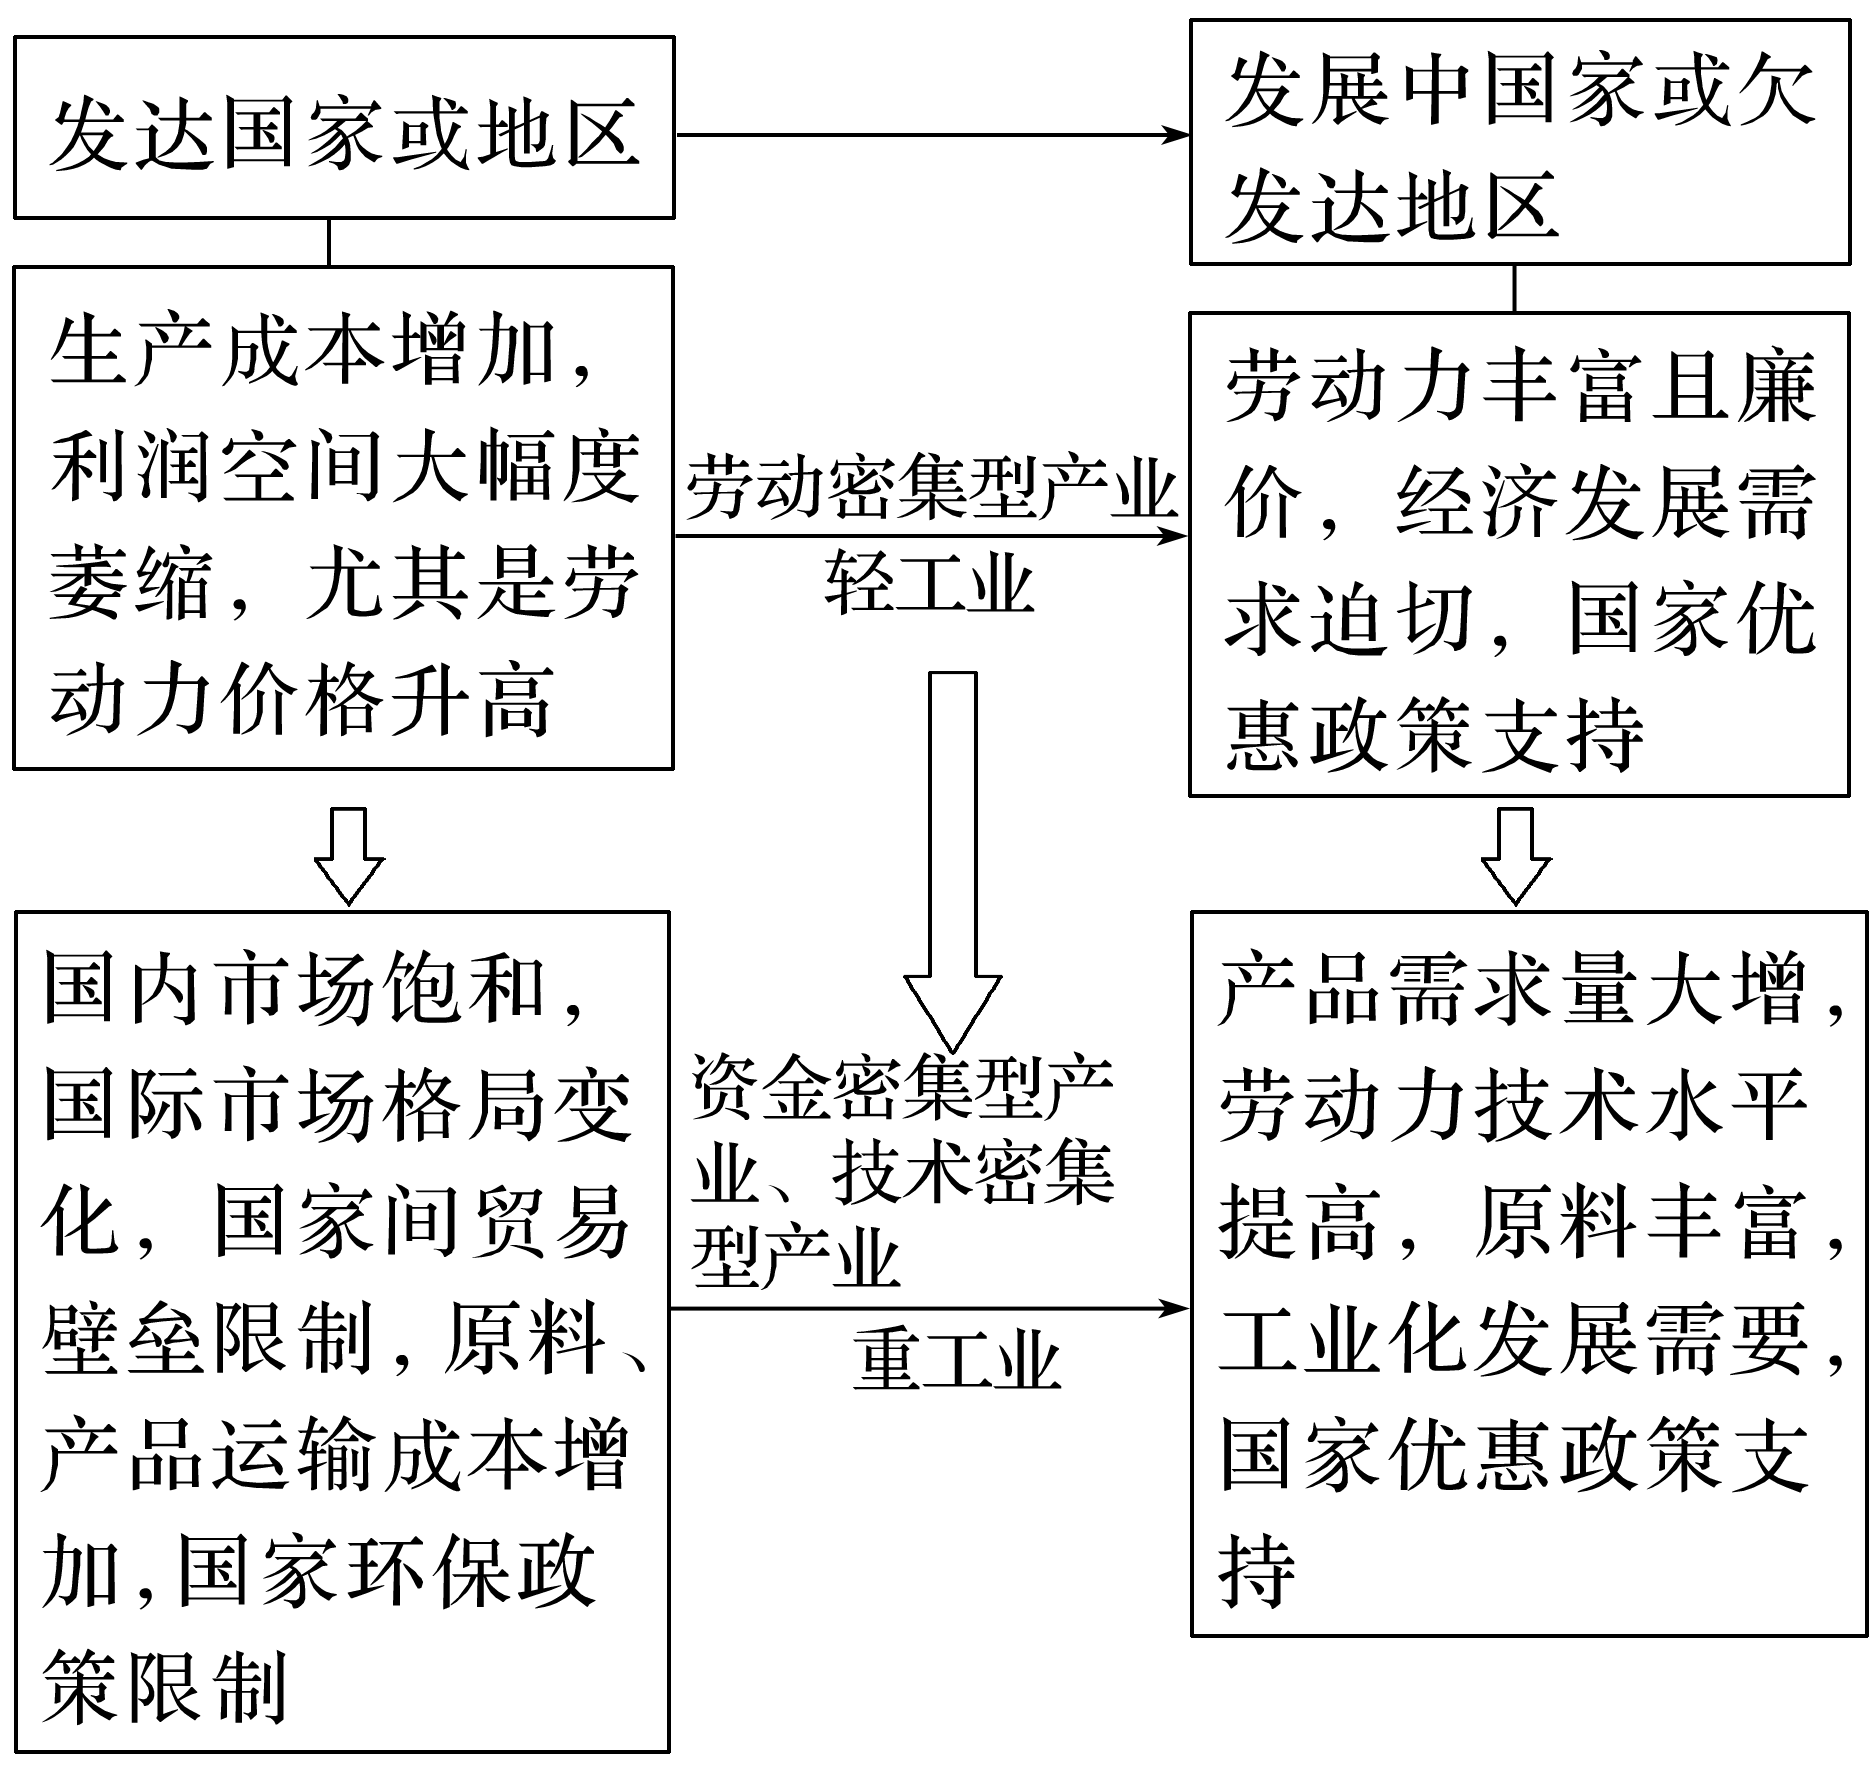 发达国家或地区
发展中国家或欠
发达地区
生产成本增加，
利润空间大幅度
萎缩，尤其是劳
动力价格升高
劳动密集型产业
轻工业
劳动力丰富且廉
价，经济发展需
求迫切，国家优
惠政策支持
国内市场饱和，
国际市场格局变
化，国家间贸易
壁垒限制，原料、
产品运输成本增
加，国家环保政
策限制
资金密集型产
业、技术密集
型产业
重工业
产品需求量大增，
劳动力技术水平
提高，原料丰富，
工业化发展需要，
国家优惠政策支
持